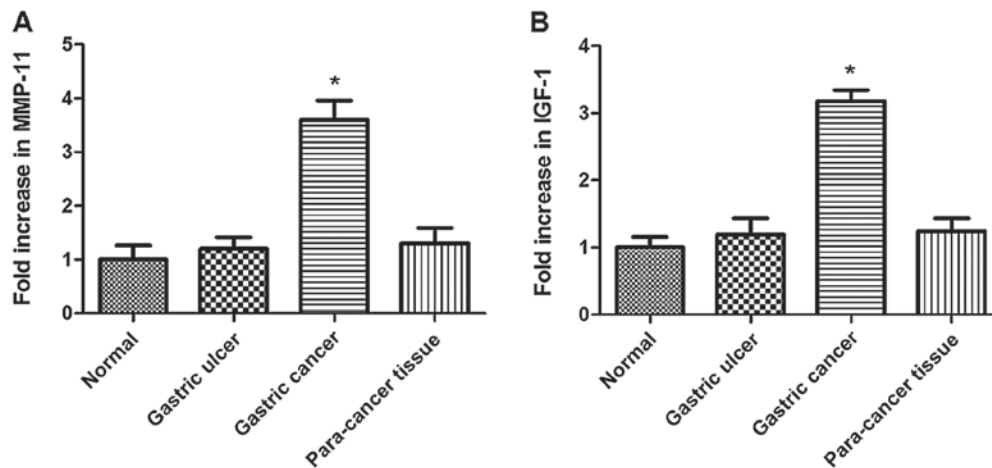 A
Fold increase in MMP-11
5
4
3
2
1
0
*
Normal
Gastric ulcer
Gastric cancer
Para-cancer tissue
B
Fold increase in IGF-1
4
3
2
1
0
*
Normal
Gastric ulcer
Gastric cancer
Para-cancer tissue